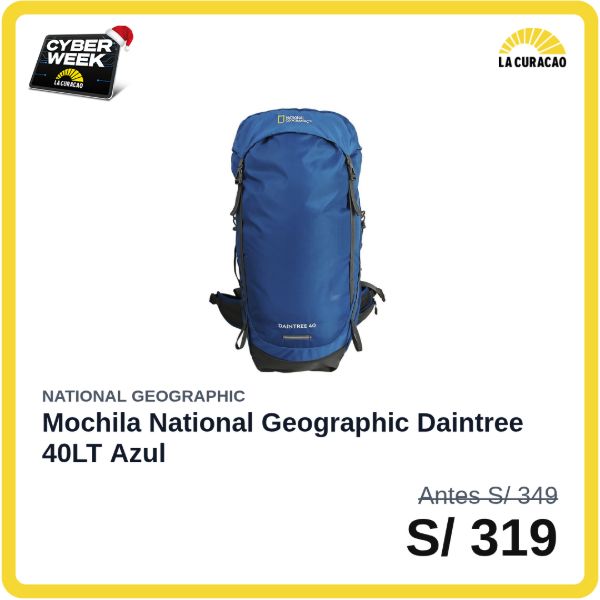 CYBER
WEEK
LA CURACAO
LA CURACAO
NATIONAL
GEOGRAPHIC
DAINTREE 40
NATIONAL GEOGRAPHIC
Mochila National Geographic Daintree
40LT Azul
Antes S/ 349
S/ 319